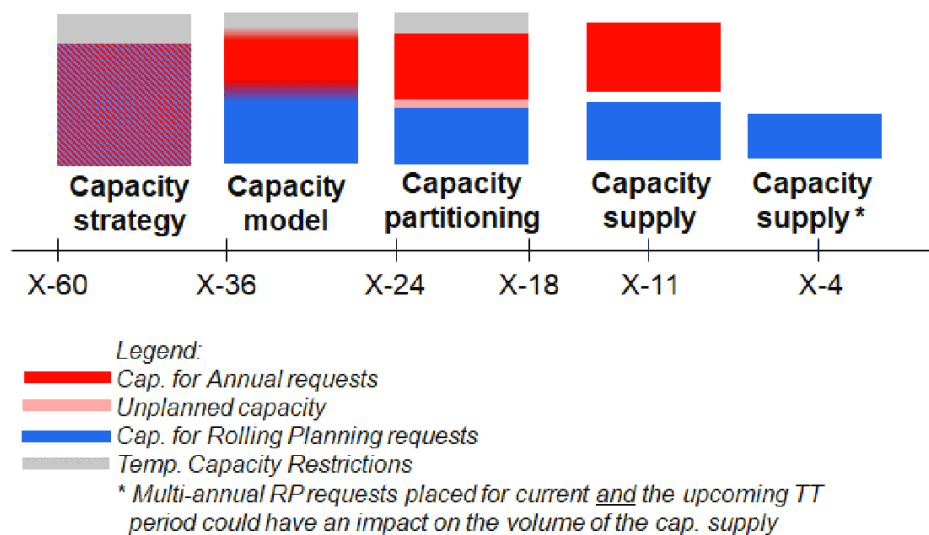 Capacity
strategy
Capacity
model
Capacity
partitioning
Capacity
supply
Capacity
supply *
X-60
X-36
X-24
X-18
X-11
X-4
Legend:
Cap. for Annual requests
Unplanned capacity
Cap. for Rolling Planning requests
Temp. Capacity Restrictions
* Multi-annual RP requests placed for current and the upcoming TT
period could have an impact on the volume of the cap. supply